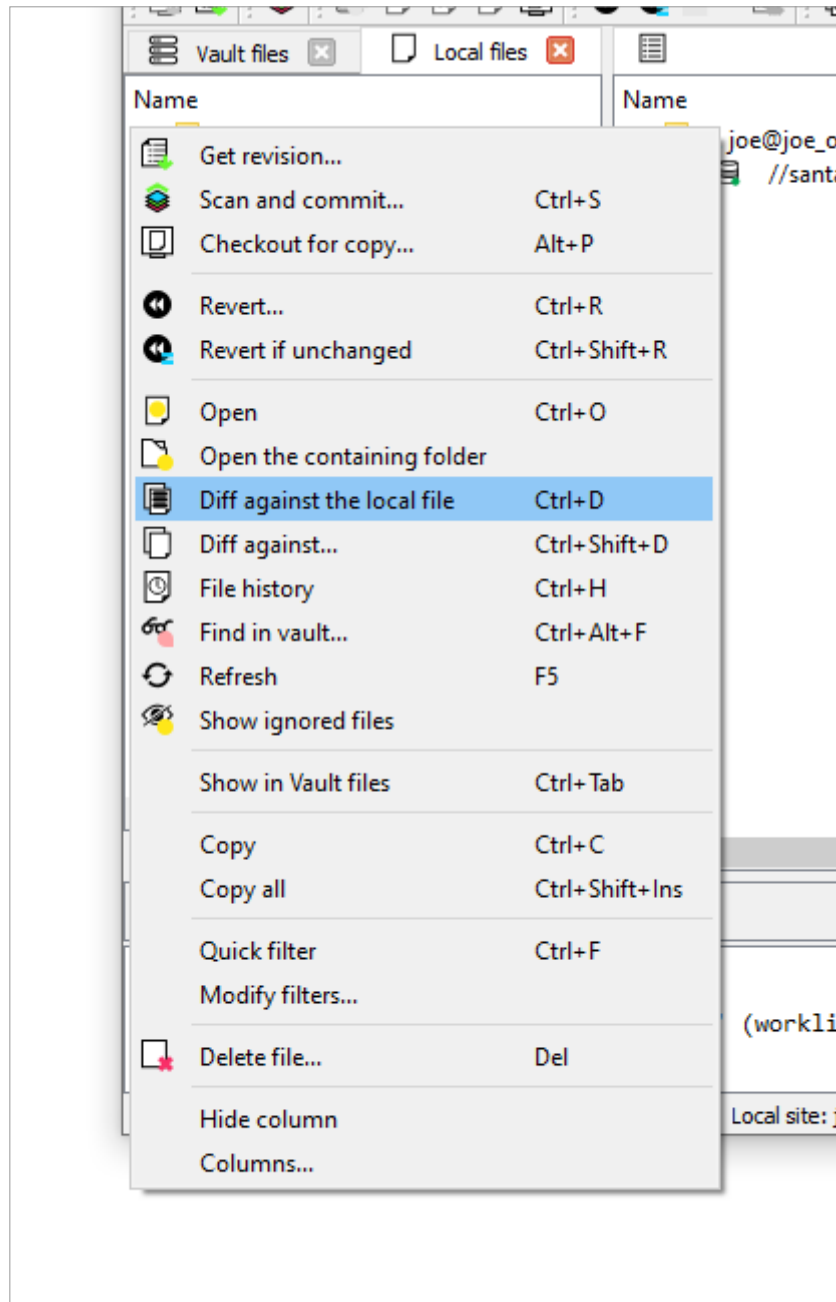 Vault files
Local files
Name
Name
joe@joe_o
//santa
Get revision...
Scan and commit... Ctrl+S
Checkout for copy... Alt+P
Revert... Ctrl+R
Revert if unchanged Ctrl+Shift+R
Open Ctrl+O
Open the containing folder
Diff against the local file Ctrl+D
Diff against... Ctrl+Shift+D
File history Ctrl+H
Find in vault... Ctrl+Alt+F
Refresh F5
Show ignored files
Show in Vault files Ctrl+Tab
Copy Ctrl+C
Copy all Ctrl+Shift+Ins
Quick filter Ctrl+F
Modify filters...
(workli
Delete file... Del
Local site:
Hide column
Columns...